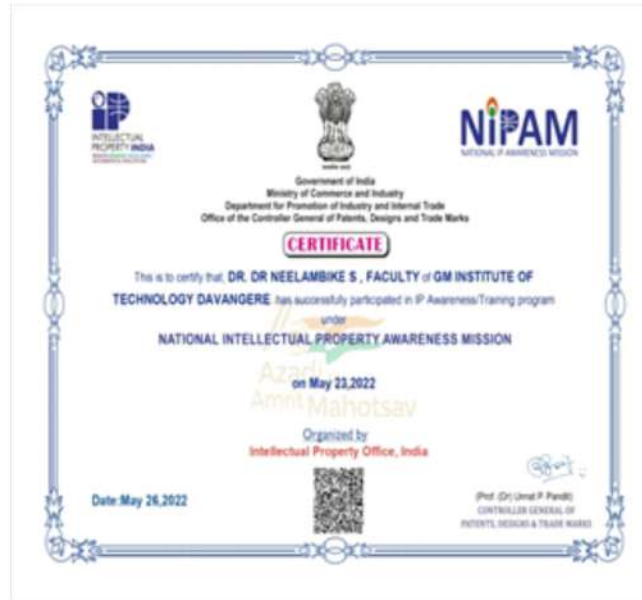 INTELLECTUAL
PROPERTY INDIA
NiPAM
NATIONAL IP AWARENESS MISSION
Government of India
Ministry of Commerce and Industry
Department for Promotion of Industry and Internal Trade
Office of the Controller General of Patents, Designs and Trade Marks
CERTIFICATE
This is to certify that, DR. DR NEELAMBIKE S , FACULTY of GM INSTITUTE OF
TECHNOLOGY DAVANGERE has successfully participated in IP Awareness/Training program
under
NATIONAL INTELLECTUAL PROPERTY AWARENESS MISSION
Azadi
on May 23,2022
Amrit Mahotsav
Organized by
Intellectual Property Office, India
Date:May 26,2022
(Prof. (Dr) Unnat P. Pandit)
CONTROLLER GENERAL OF
PATENTS, DESIGNS & TRADE MARKS